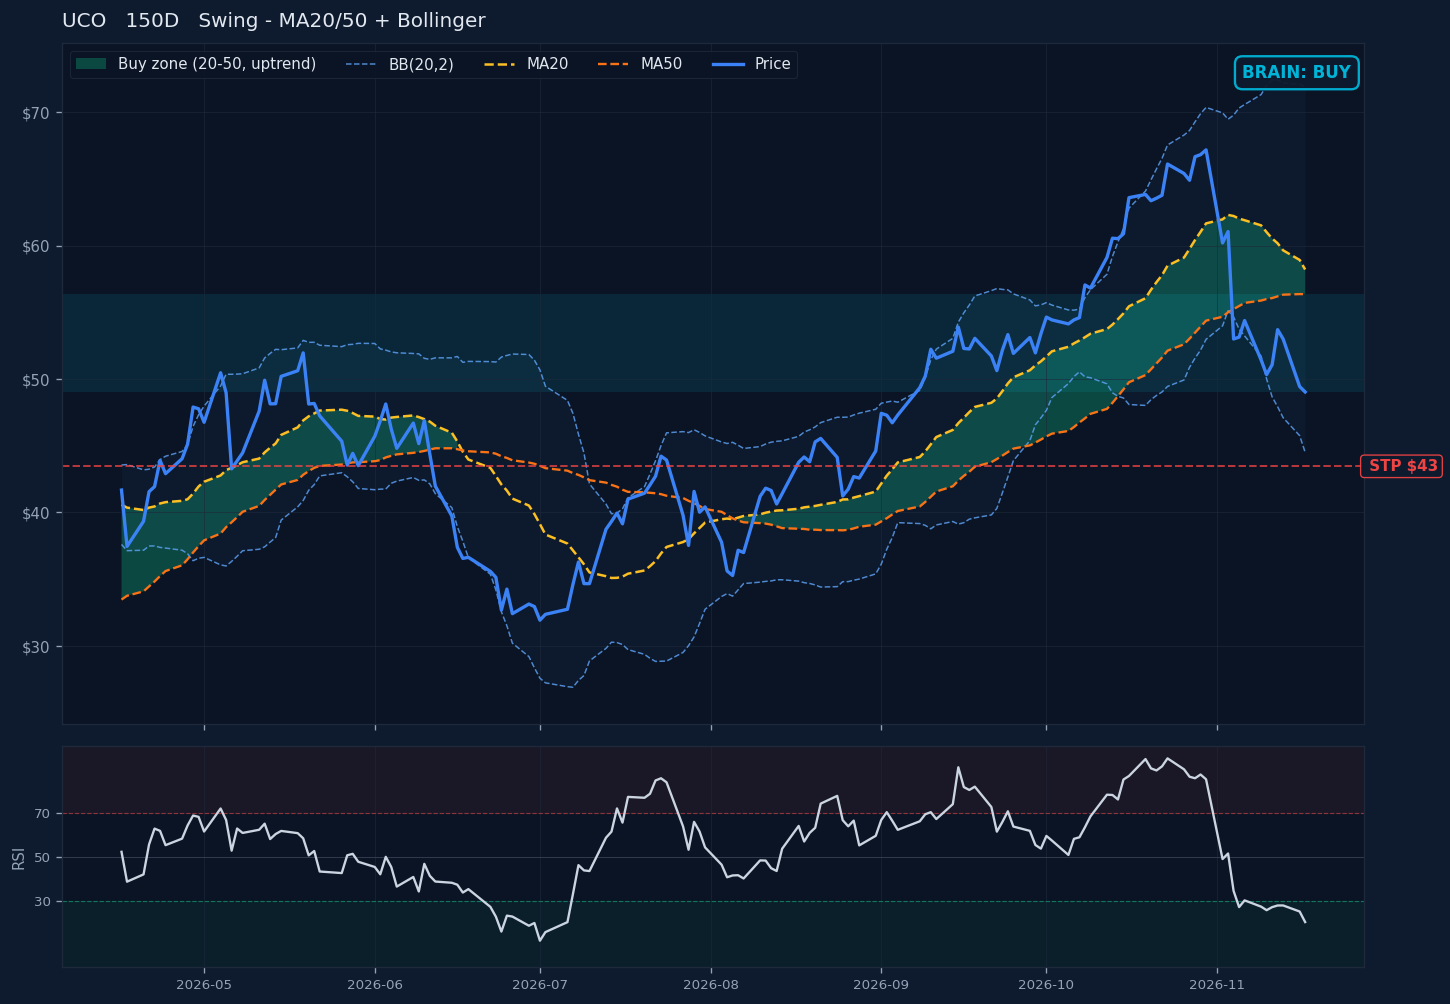 UCO   150D   Swing - MA20/50 + Bollinger
Buy zone (20-50, uptrend)   BB(20,2)   MA20   MA50   Price
BRAIN: BUY
$70
$60
$50
STP $43
$40
$30
RSI
70
50
30
2026-05   2026-06   2026-07   2026-08   2026-09   2026-10   2026-11